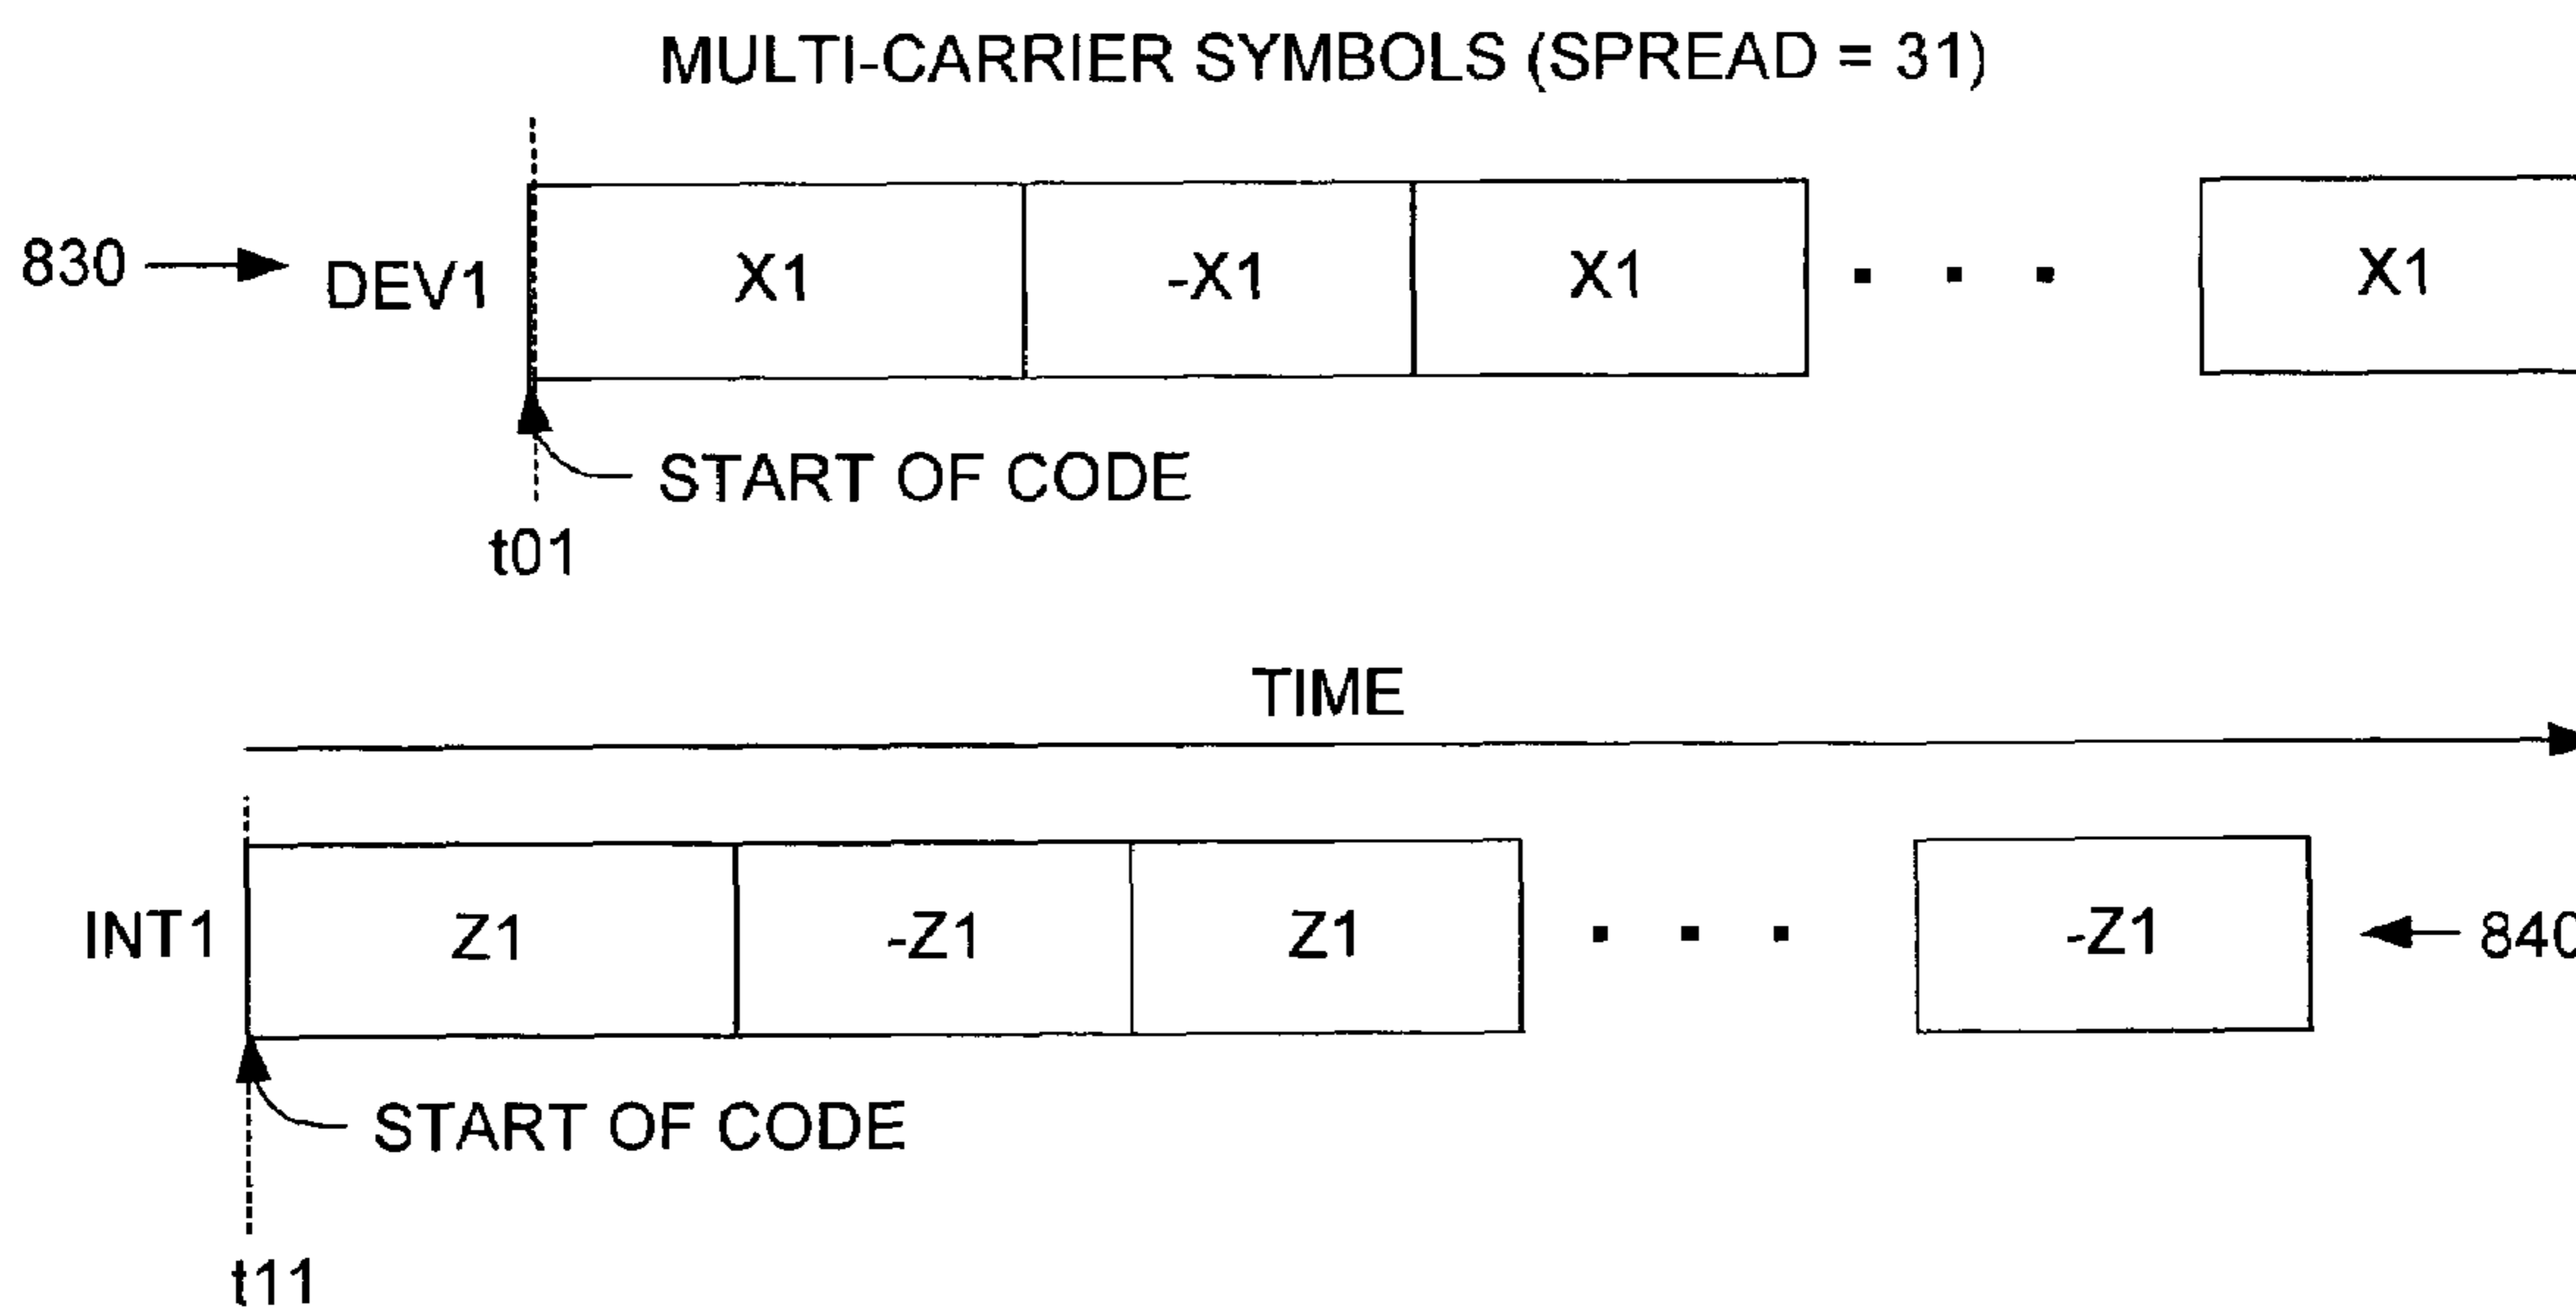 MULTI-CARRIER SYMBOLS (SPREAD = 31)
830 DEV1 X1 -X1 X1 . . . X1
START OF CODE
t01
TIME
INT1 Z1 -Z1 Z1 . . . -Z1 840
START OF CODE
t11